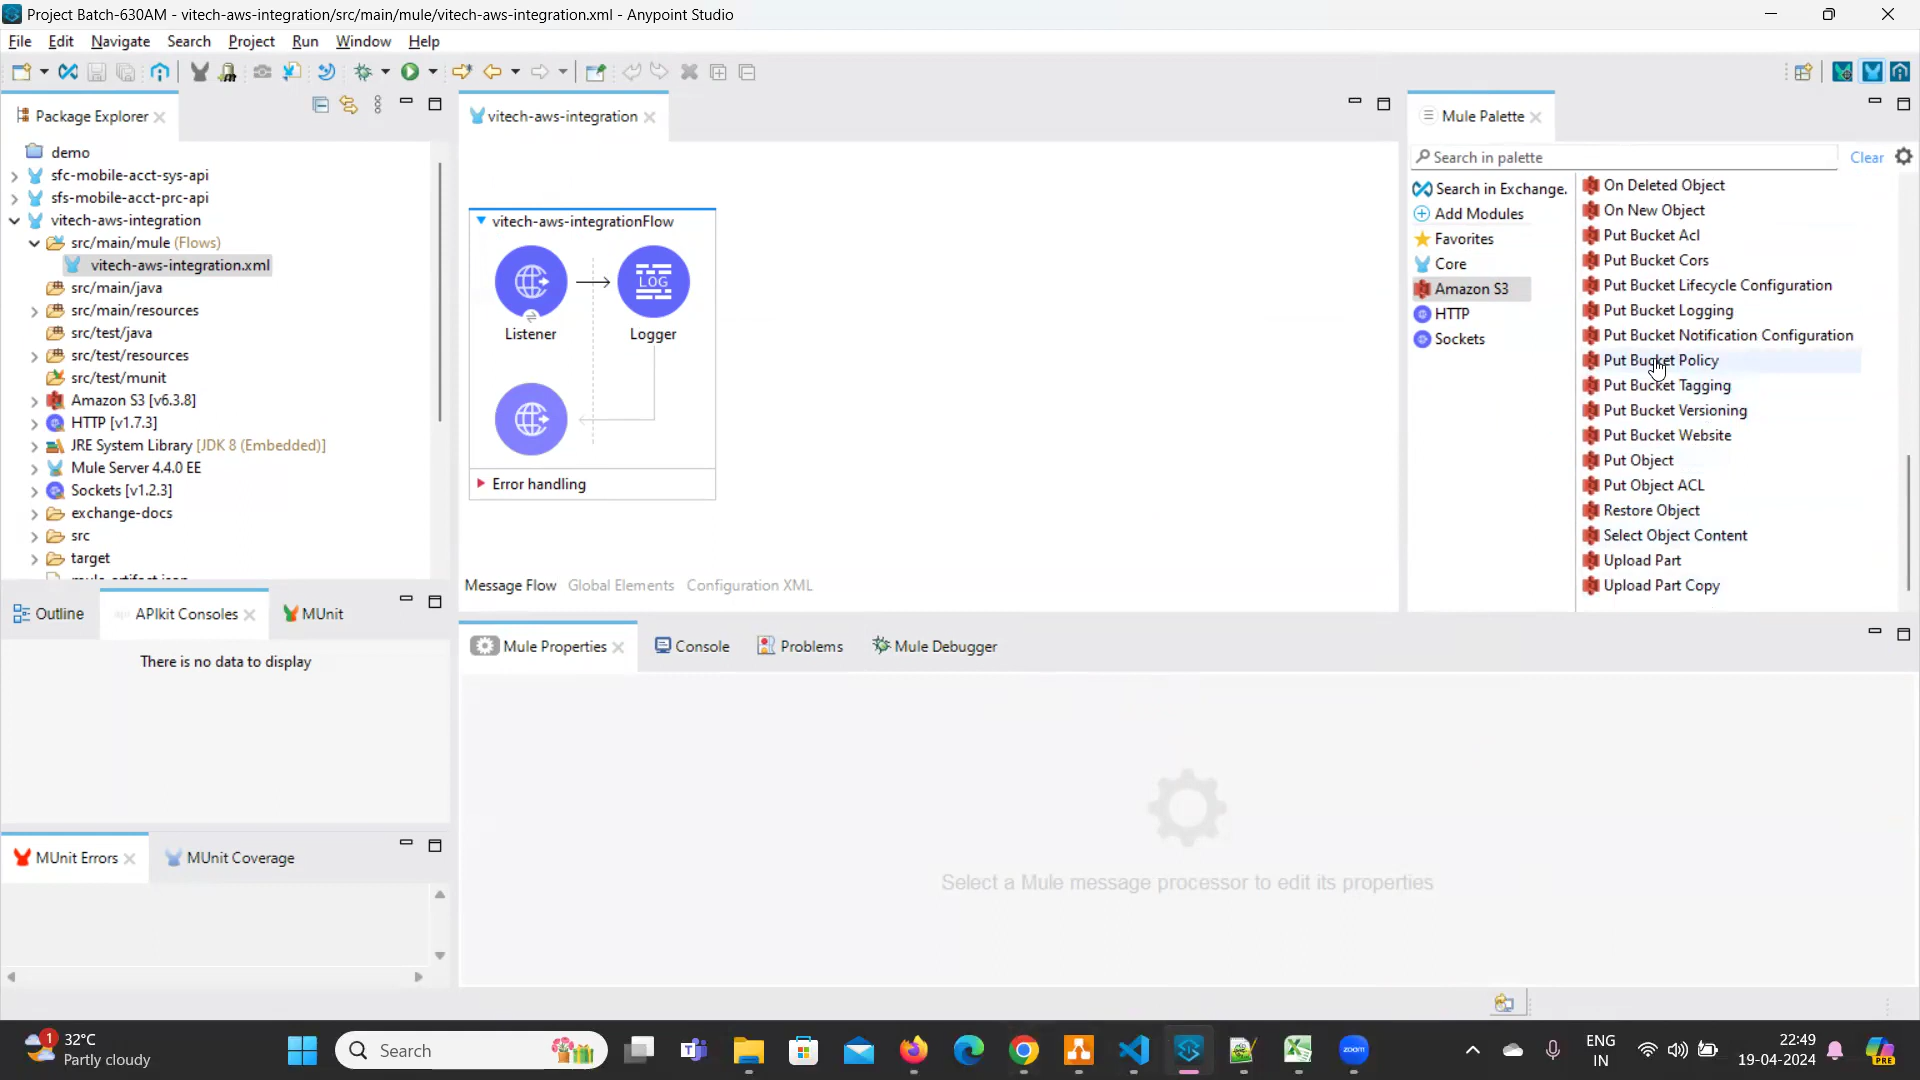 Project Batch-630AM - vitech-aws-integration/src/main/mule/vitech-aws-integration.xml - Anypoint Studio
File Edit Navigate Search Project Run Window Help
Package Explorer
demo
sfc-mobile-acct-sys-api
sfs-mobile-acct-prc-api
vitech-aws-integration
src/main/mule (Flows)
vitech-aws-integration.xml
src/main/java
src/main/resources
src/test/java
src/test/resources
src/test/munit
Amazon S3 [v6.3.8]
HTTP [v1.7.3]
JRE System Library [JDK 8 (Embedded)]
Mule Server 4.4.0 EE
Sockets [v1.2.3]
exchange-docs
src
target
vitech-aws-integration
vitech-aws-integrationFlow
LOG
Listener
Logger
Error handling
Message Flow Global Elements Configuration XML
Mule Palette
Search in palette
Clear
Search in Exchange.
Add Modules
Favorites
Core
Amazon S3
HTTP
Sockets
On Deleted Object
On New Object
Put Bucket Acl
Put Bucket Cors
Put Bucket Lifecycle Configuration
Put Bucket Logging
Put Bucket Notification Configuration
Put Bucket Policy
Put Bucket Tagging
Put Bucket Versioning
Put Bucket Website
Put Object
Put Object ACL
Restore Object
Select Object Content
Upload Part
Upload Part Copy
Outline APIkit Consoles MUnit
There is no data to display
MUnit Errors MUnit Coverage
Mule Properties Console Problems Mule Debugger
Select a Mule message processor to edit its properties
1
32°C
Partly cloudy
Search
zoom
ENG
IN
22:49
19-04-2024
PRE